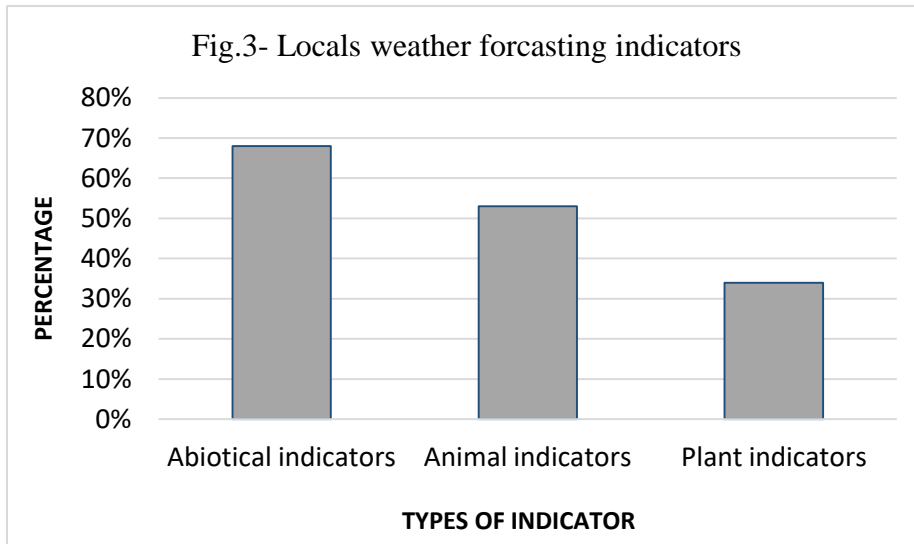 Fig.3- Locals weather forcasting indicators
80%
70%
60%
50%
40%
30%
20%
10%
0%
PERCENTAGE
Abiotical indicators Animal indicators Plant indicators
TYPES OF INDICATOR